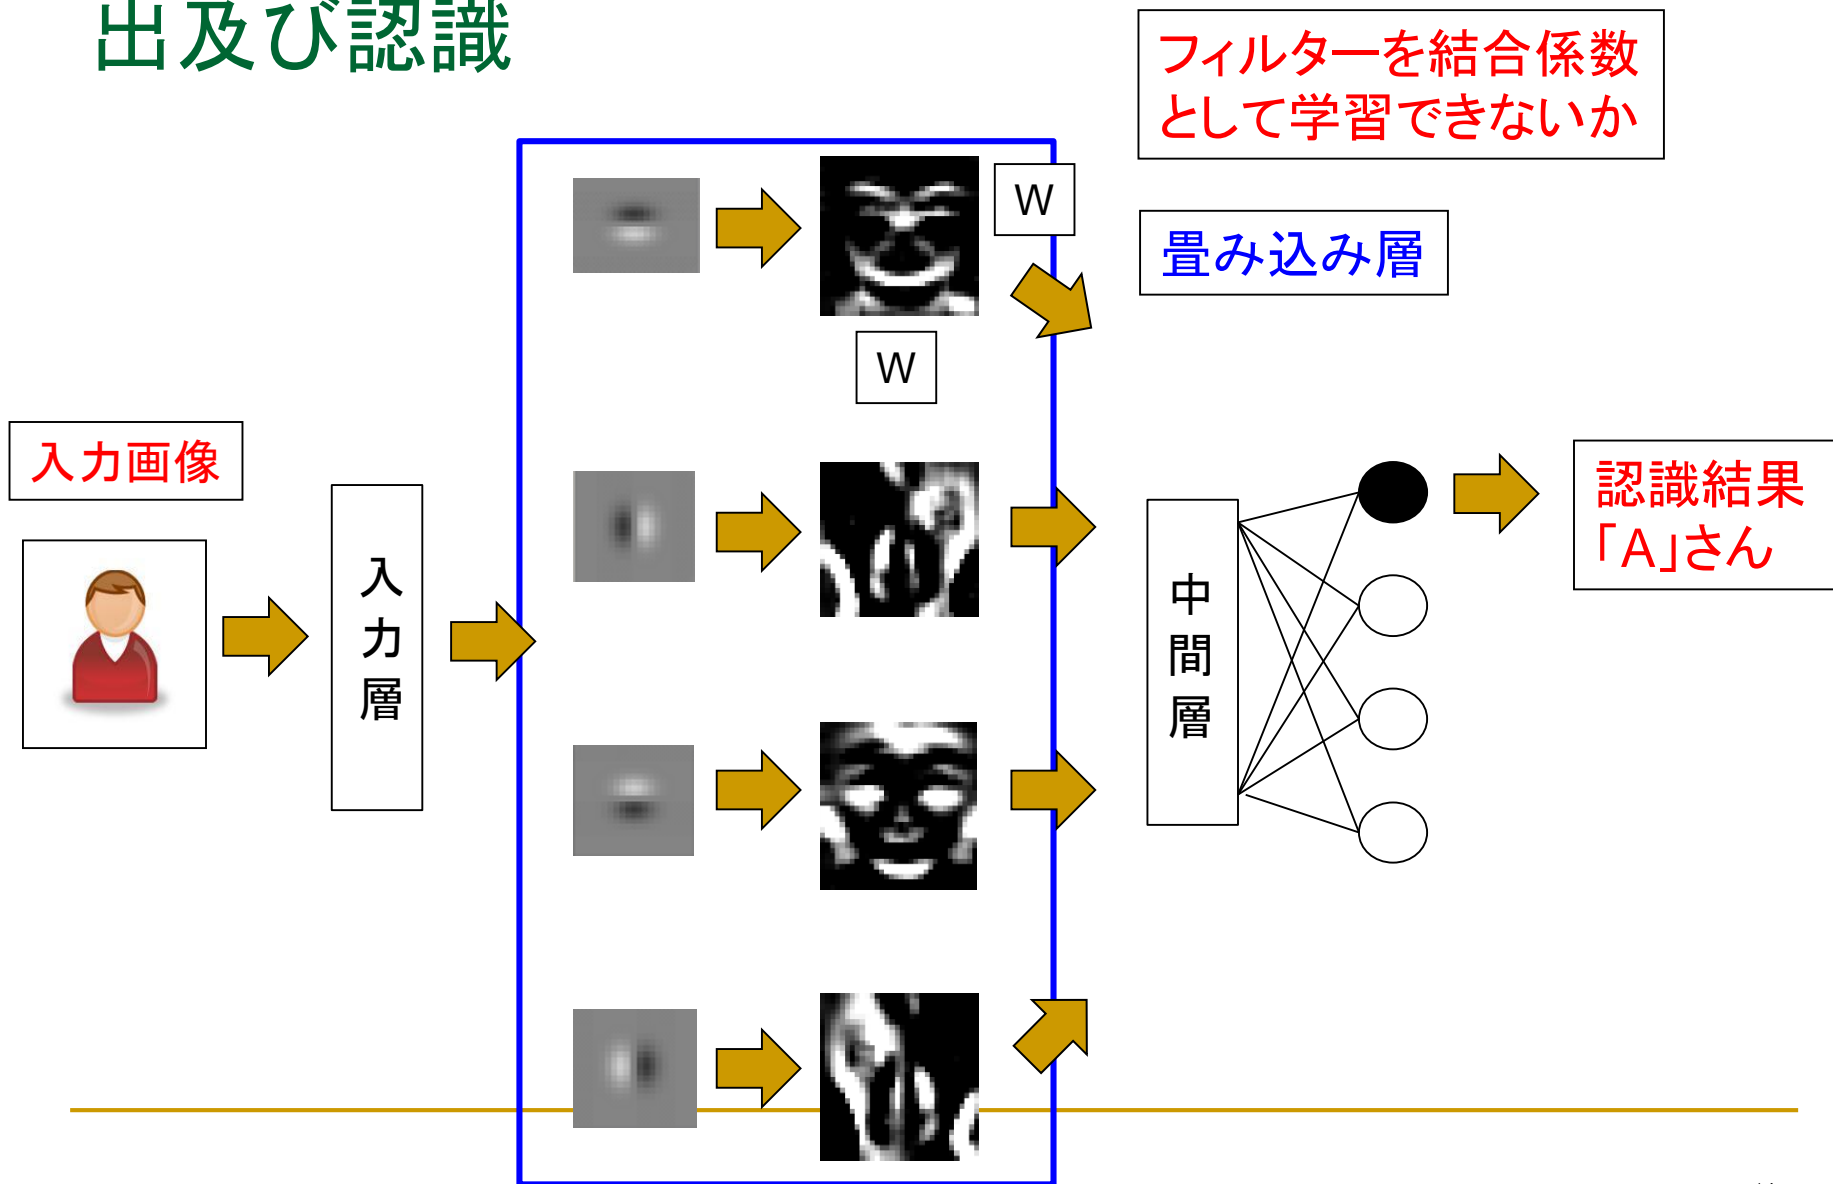 出及び認識
フィルターを結合係数
として学習できないか
W
畳み込み層
W
入力画像
入力層
中間層
認識結果
「A」さん